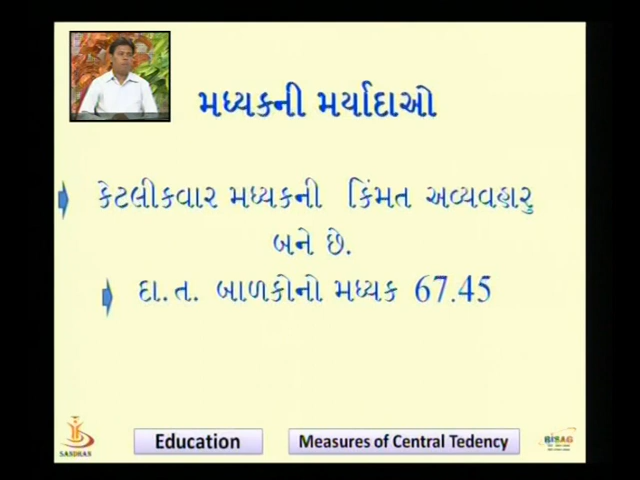 મધ્યકની મર્યાદાઓ
કેટલીકવાર મધ્યકની કિંમત અવ્યવહારુ
બને છે.
દા. ત. બાળકોનો મધ્યક 67.45
SANDHAN
Education
Measures of Central Tedency
BISAG